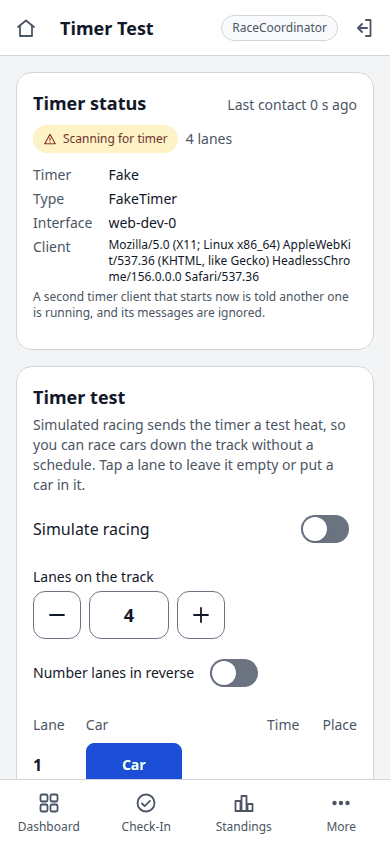 Timer Test
RaceCoordinator
Timer status
Last contact 0 s ago
Scanning for timer
4 lanes
Timer Fake
Type FakeTimer
Interface web-dev-0
Client Mozilla/5.0 (X11; Linux x86_64) AppleWebKi
t/537.36 (KHTML, like Gecko) HeadlessChro
me/156.0.0.0 Safari/537.36
A second timer client that starts now is told another one
is running, and its messages are ignored.
Timer test
Simulated racing sends the timer a test heat, so
you can race cars down the track without a
schedule. Tap a lane to leave it empty or put a
car in it.
Simulate racing
Lanes on the track
4
Number lanes in reverse
Lane Car Time Place
1 Car
Dashboard Check-In Standings More